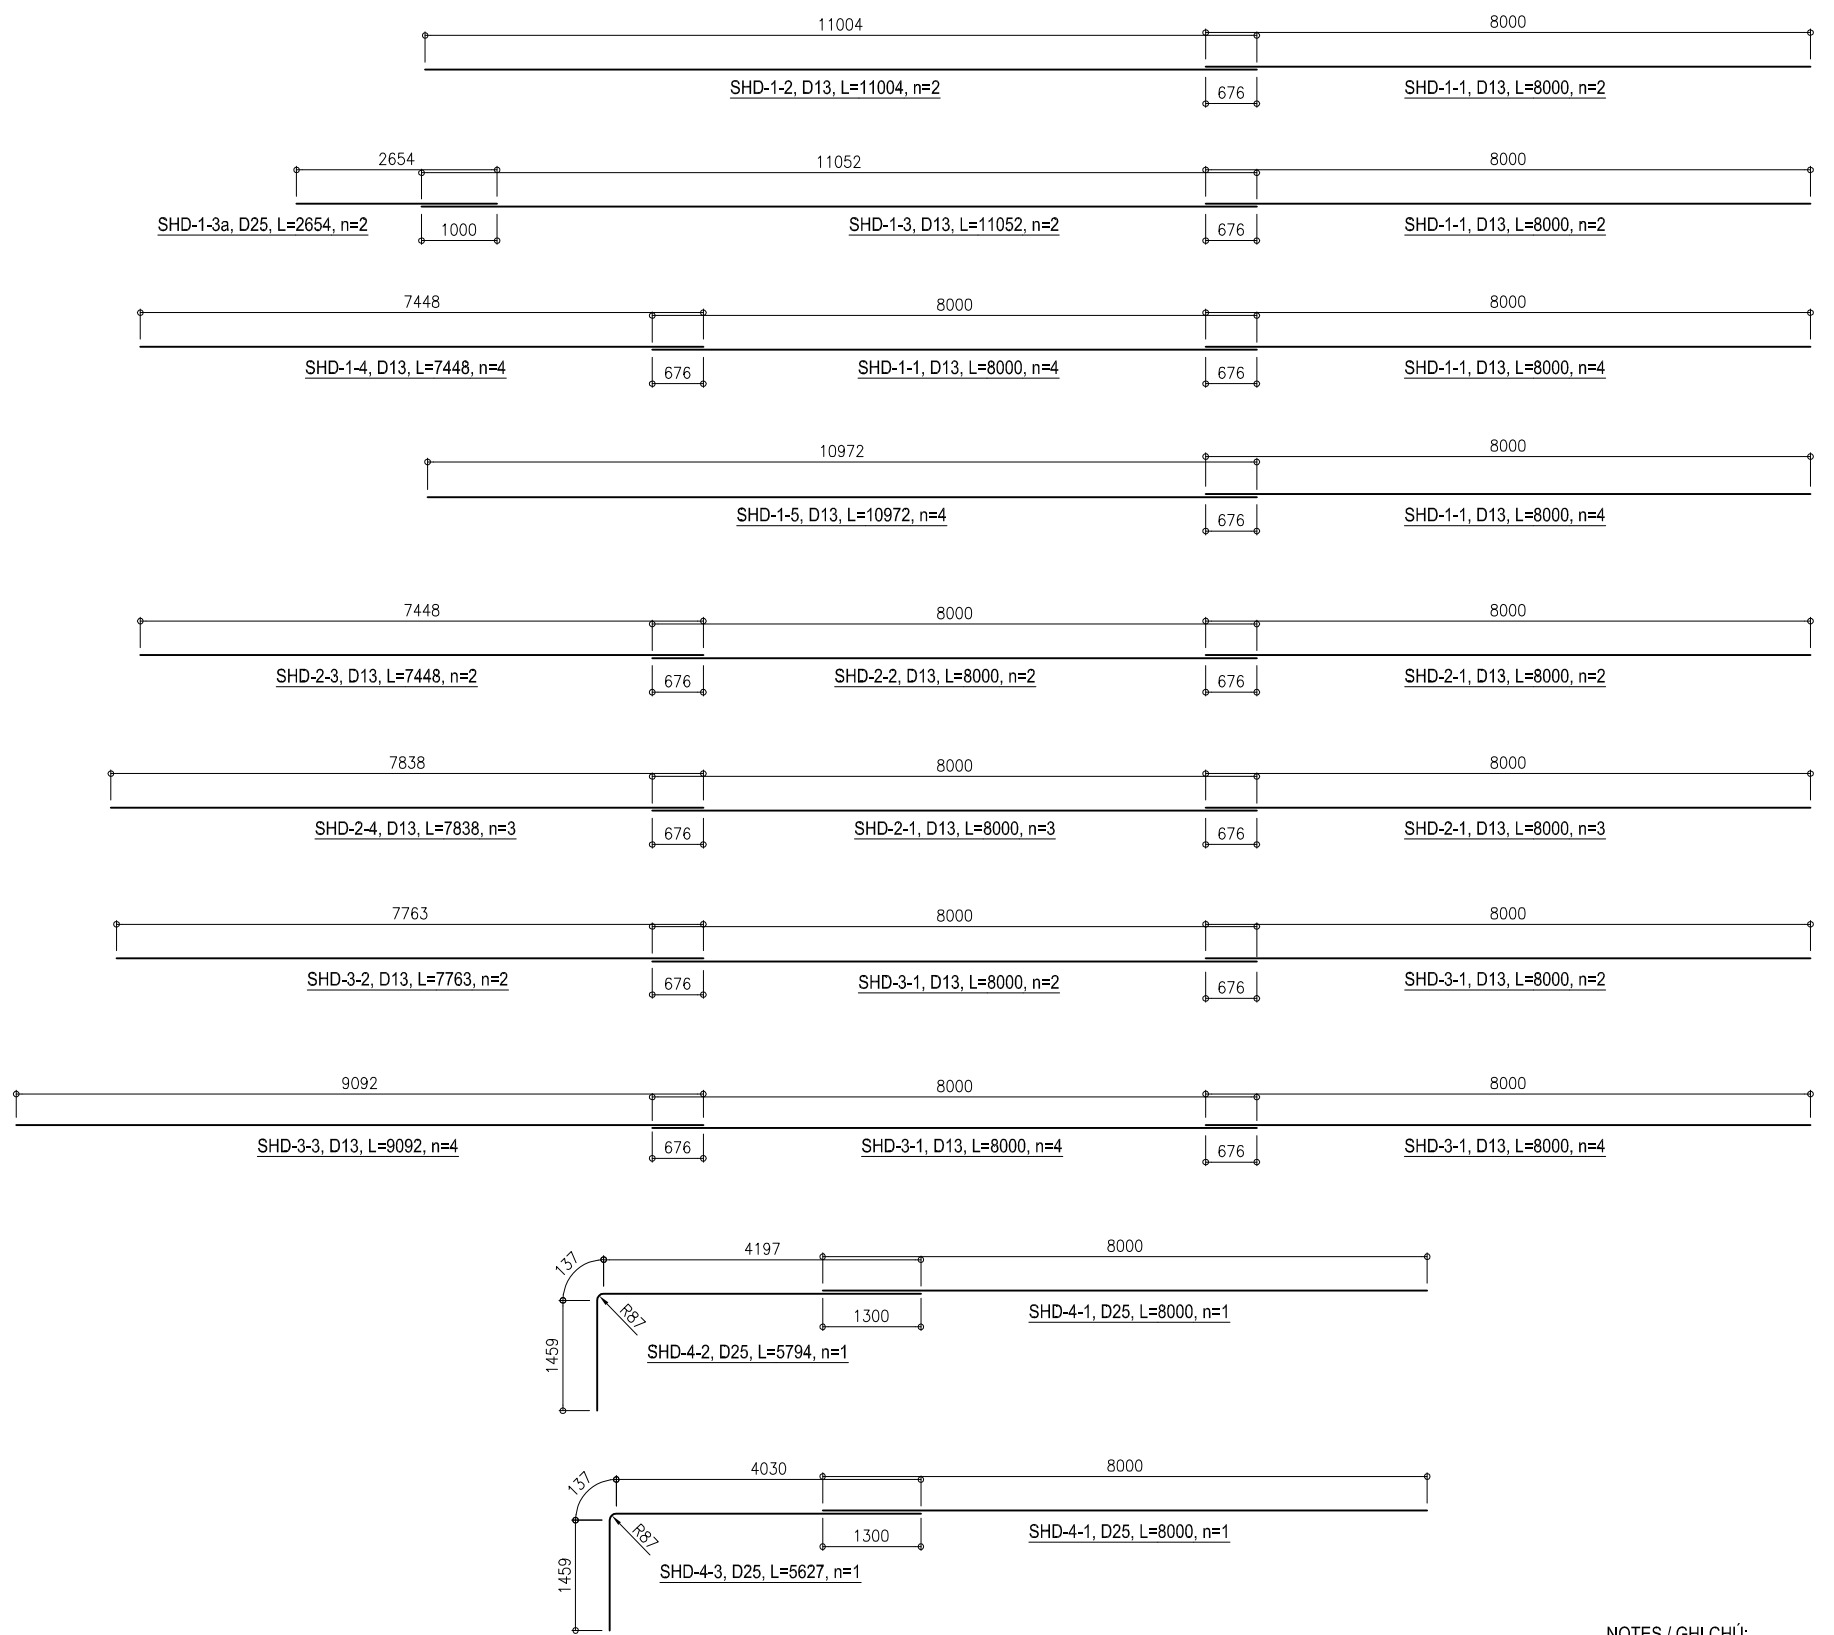 11004
8000
SHD-1-2, D13, L=11004, n=2
676
SHD-1-1, D13, L=8000, n=2
2654
11052
8000
SHD-1-3a, D25, L=2654, n=2
1000
SHD-1-3, D13, L=11052, n=2
676
SHD-1-1, D13, L=8000, n=2
7448
8000
8000
SHD-1-4, D13, L=7448, n=4
676
SHD-1-1, D13, L=8000, n=4
676
SHD-1-1, D13, L=8000, n=4
10972
8000
SHD-1-5, D13, L=10972, n=4
676
SHD-1-1, D13, L=8000, n=4
7448
8000
8000
SHD-2-3, D13, L=7448, n=2
676
SHD-2-2, D13, L=8000, n=2
676
SHD-2-1, D13, L=8000, n=2
7838
8000
8000
SHD-2-4, D13, L=7838, n=3
676
SHD-2-1, D13, L=8000, n=3
676
SHD-2-1, D13, L=8000, n=3
7763
8000
8000
SHD-3-2, D13, L=7763, n=2
676
SHD-3-1, D13, L=8000, n=2
676
SHD-3-1, D13, L=8000, n=2
9092
8000
8000
SHD-3-3, D13, L=9092, n=4
676
SHD-3-1, D13, L=8000, n=4
676
SHD-3-1, D13, L=8000, n=4
137
4197
8000
R87
1300
SHD-4-1, D25, L=8000, n=1
1459
SHD-4-2, D25, L=5794, n=1
137
4030
8000
R87
1300
SHD-4-1, D25, L=8000, n=1
1459
SHD-4-3, D25, L=5627, n=1
NOTES / GHI CHÚ: